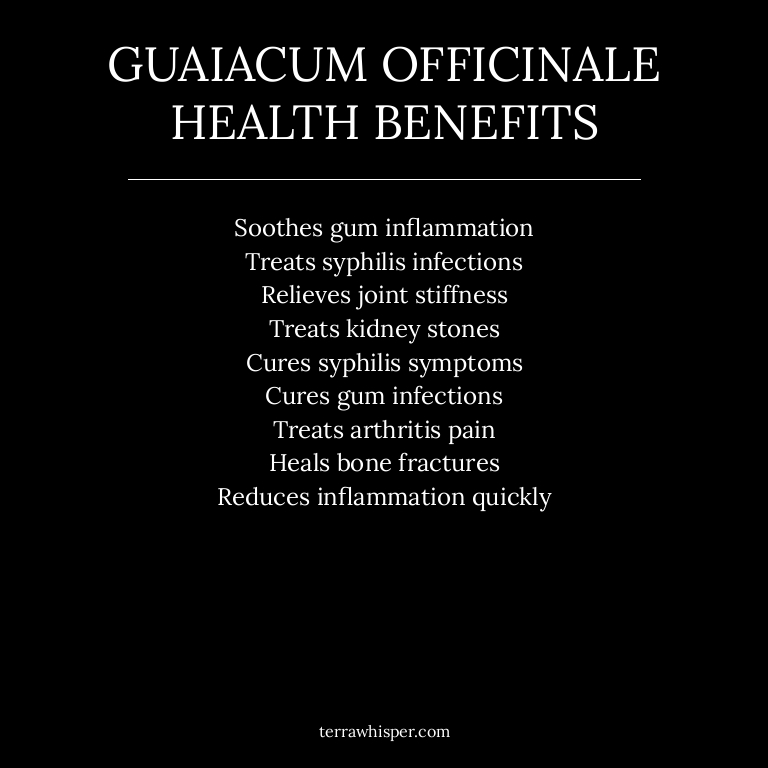 GUAIACUM OFFICINALE
HEALTH BENEFITS
Soothes gum inflammation
Treats syphilis infections
Relieves joint stiffness
Treats kidney stones
Cures syphilis symptoms
Cures gum infections
Treats arthritis pain
Heals bone fractures
Reduces inflammation quickly
terrawhisper.com